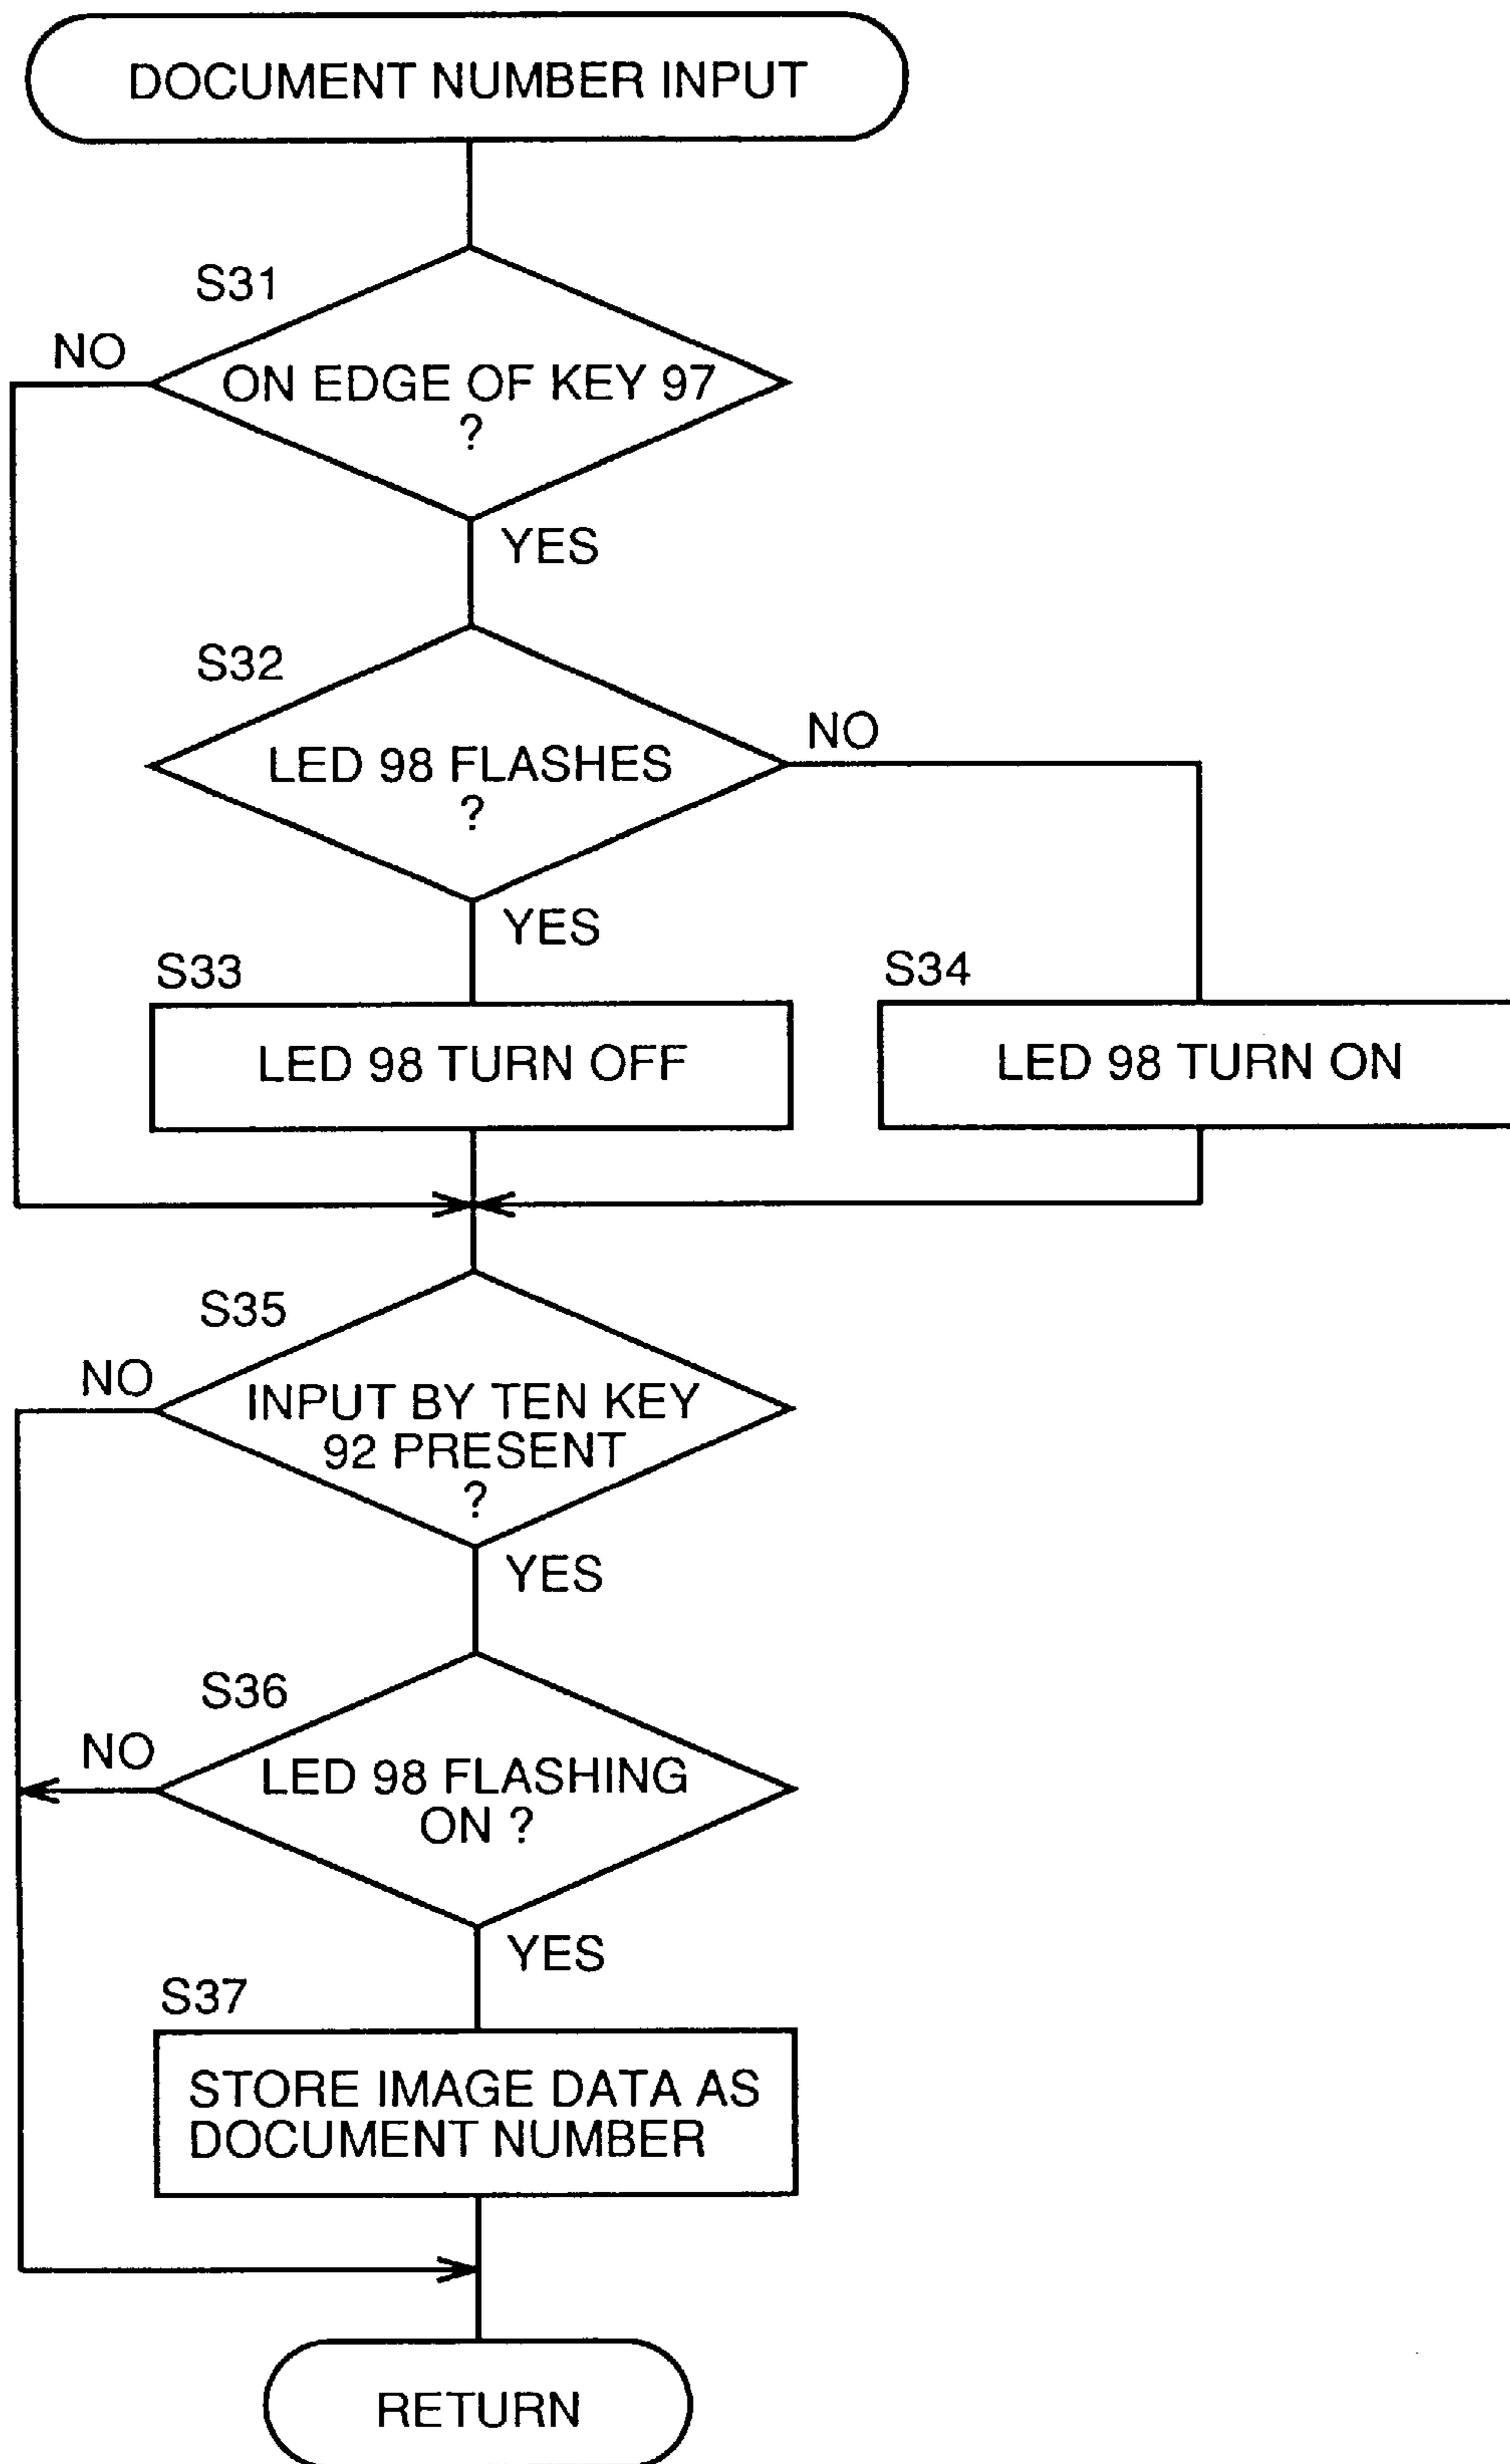 DOCUMENT NUMBER INPUT
S31
NO
ON EDGE OF KEY 97
?
YES
S32
NO
LED 98 FLASHES
?
YES
S33
S34
LED 98 TURN OFF
LED 98 TURN ON
S35
NO
INPUT BY TEN KEY
92 PRESENT
?
YES
S36
NO
LED 98 FLASHING
ON ?
YES
S37
STORE IMAGE DATA AS
DOCUMENT NUMBER
RETURN